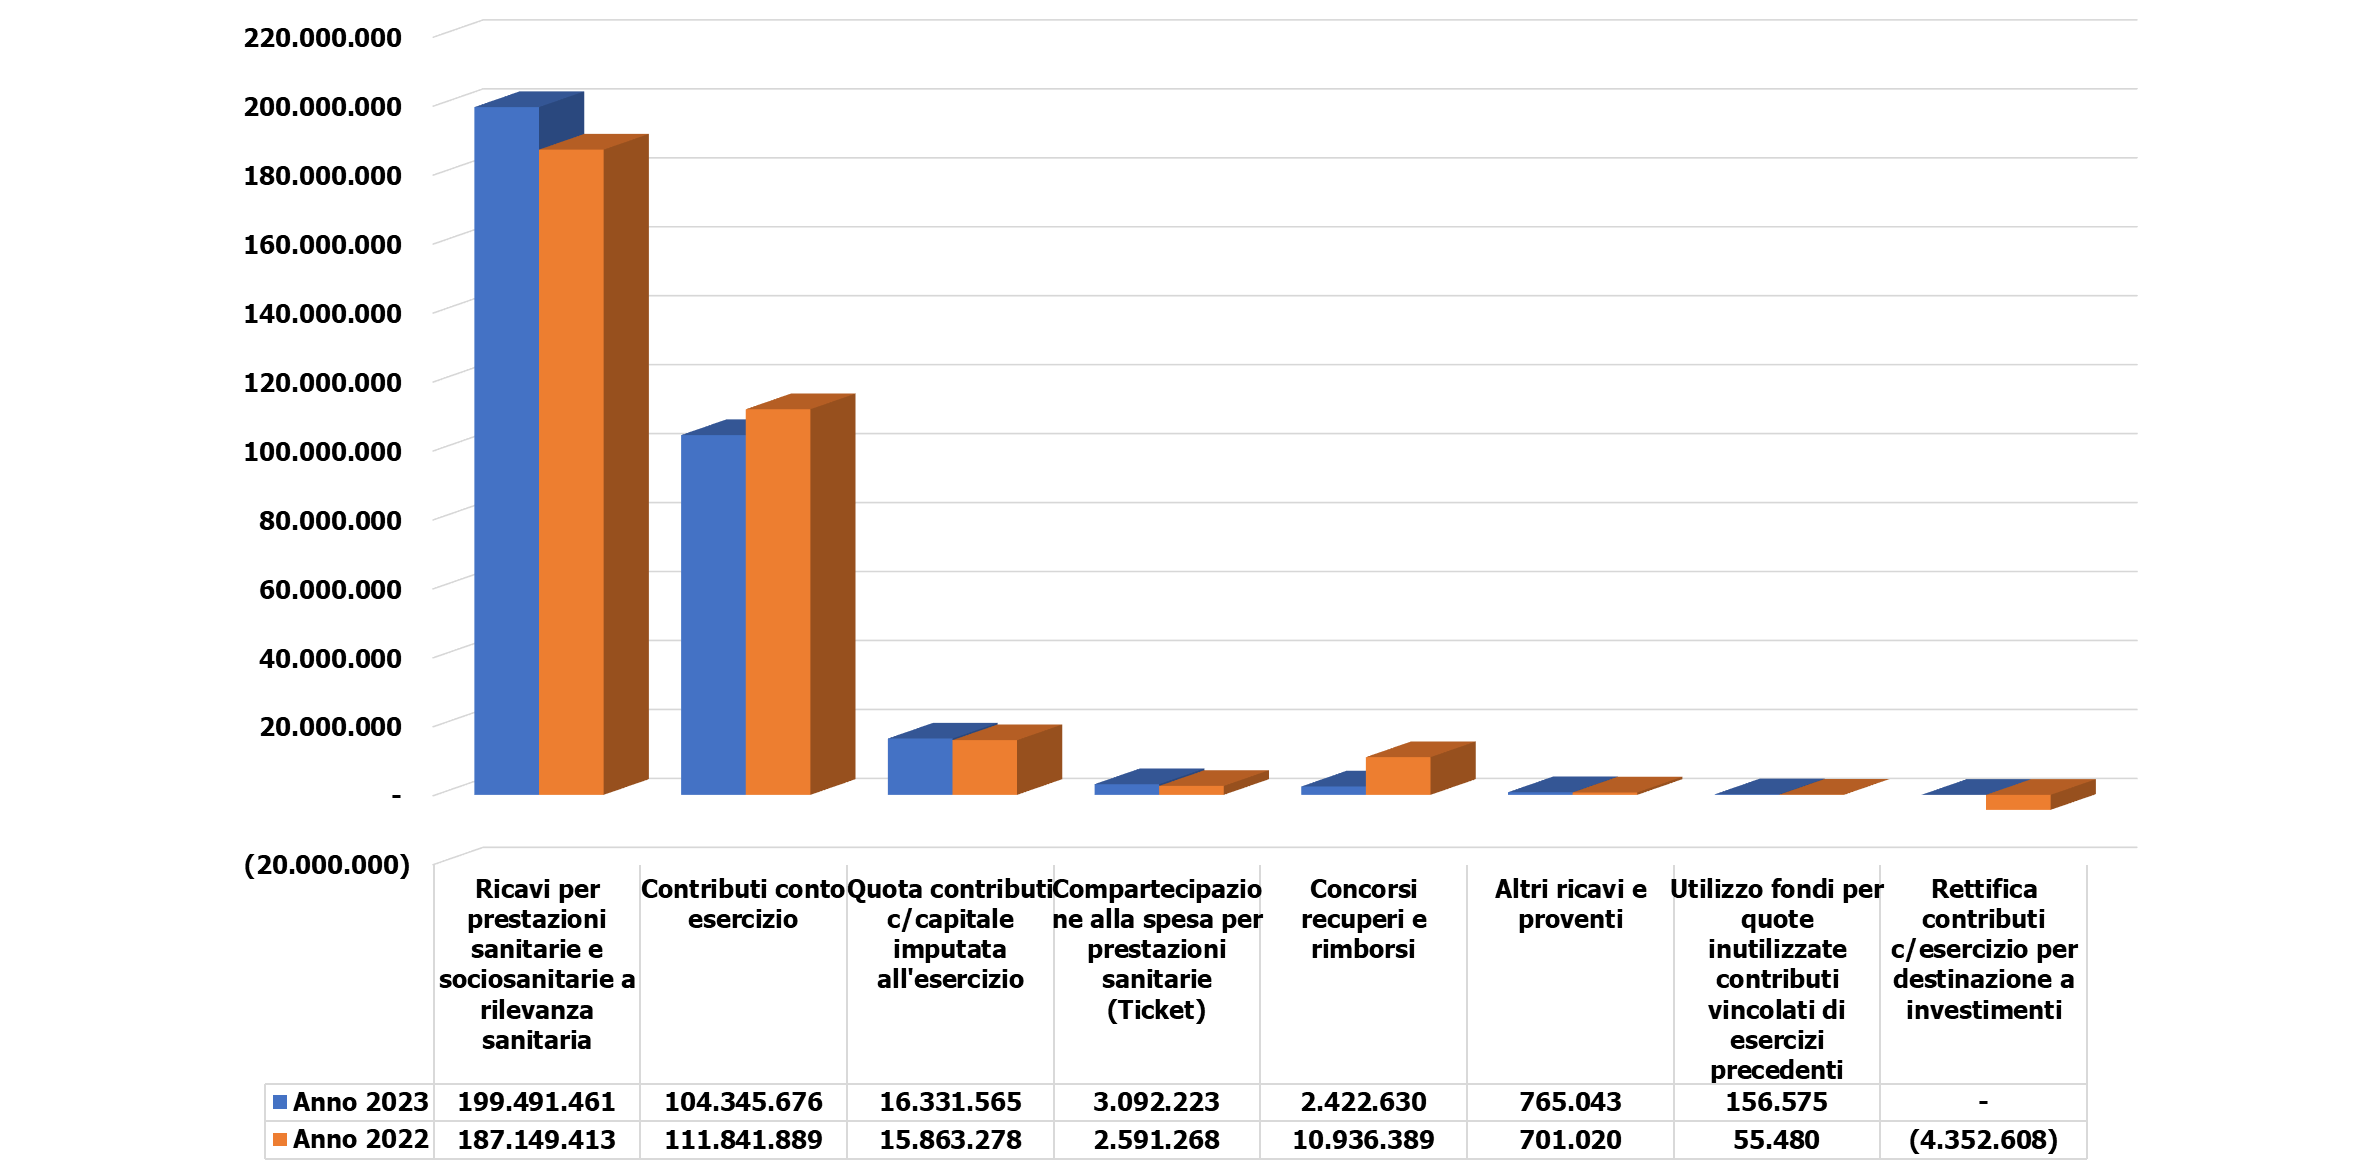 220.000.000
200.000.000
180.000.000
160.000.000
140.000.000
120.000.000
100.000.000
80.000.000
60.000.000
40.000.000
20.000.000
-
(20.000.000)
Ricavi per
prestazioni
sanitarie e
sociosanitarie a
rilevanza
sanitaria
Contributi conto
esercizio
Quota contributi
c/capitale
imputata
all'esercizio
Compartecipazio
ne alla spesa per
prestazioni
sanitarie
(Ticket)
Concorsi
recuperi e
rimborsi
Altri ricavi e
proventi
Utilizzo fondi per
quote
inutilizzate
contributi
vincolati di
esercizi
precedenti
Rettifica
contributi
c/esercizio per
destinazione a
investimenti
Anno 2023 199.491.461 104.345.676 16.331.565 3.092.223 2.422.630 765.043 156.575 -
Anno 2022 187.149.413 111.841.889 15.863.278 2.591.268 10.936.389 701.020 55.480 (4.352.608)